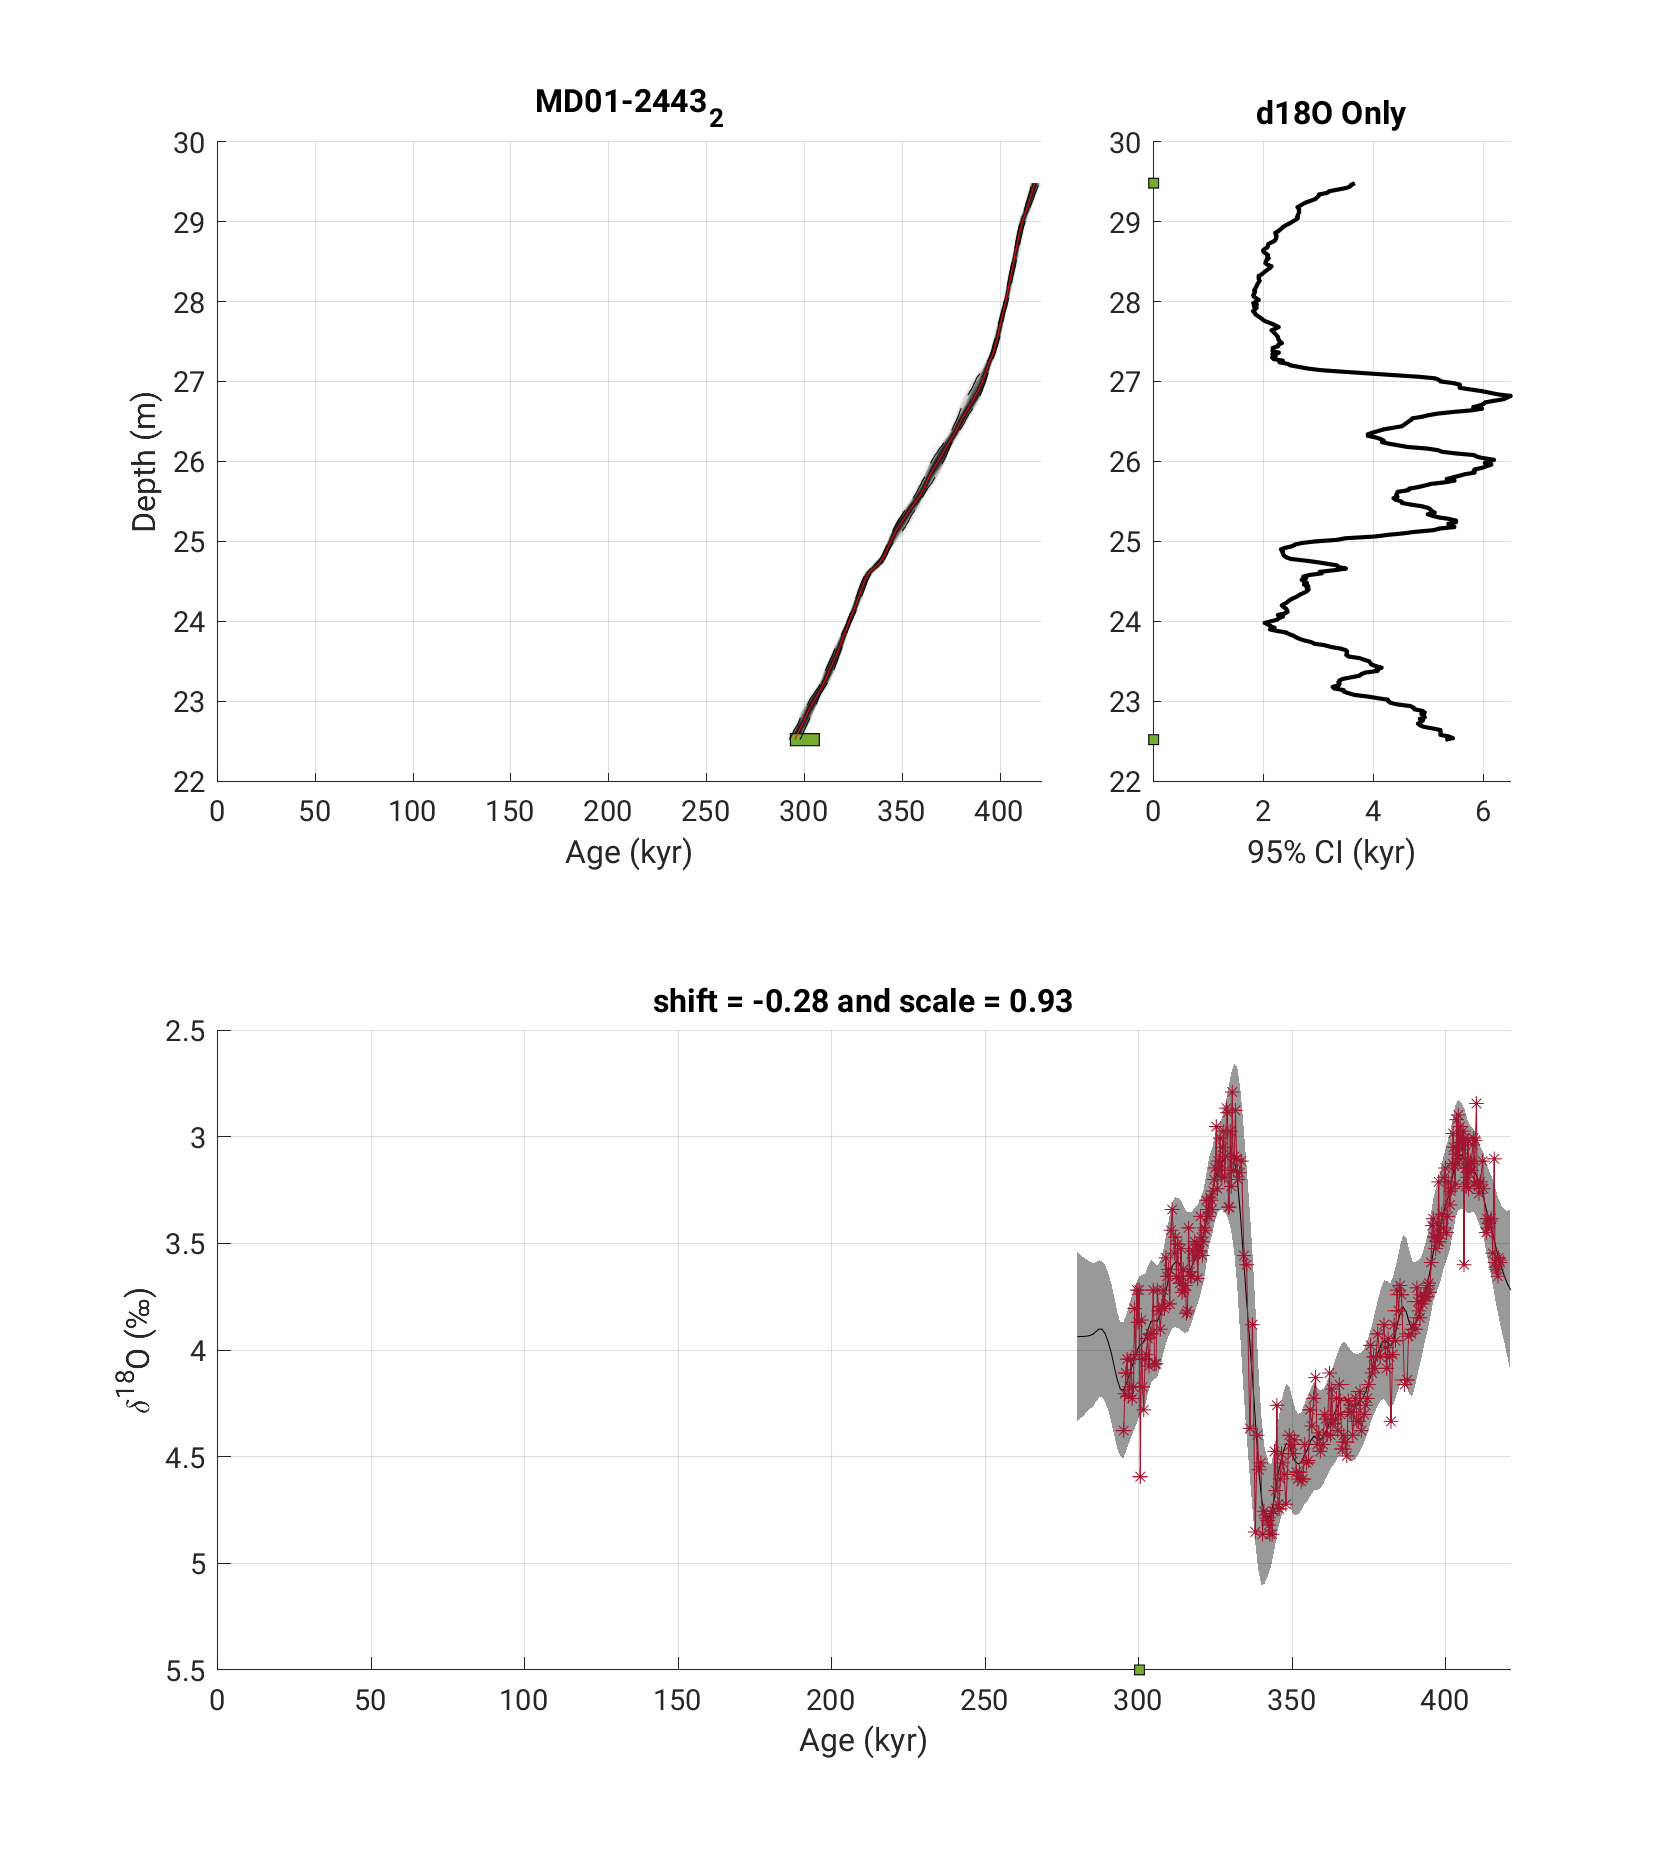 MD01-2443₂
30
29
28
27
26
25
24
23
22
0 50 100 150 200 250 300 350 400
Depth (m)
Age (kyr)
d18O Only
30
29
28
27
26
25
24
23
22
0 2 4 6
95% CI (kyr)
shift = -0.28 and scale = 0.93
2.5
3
3.5
4
4.5
5
5.5
0 50 100 150 200 250 300 350 400
δ¹⁸O (‰)
Age (kyr)